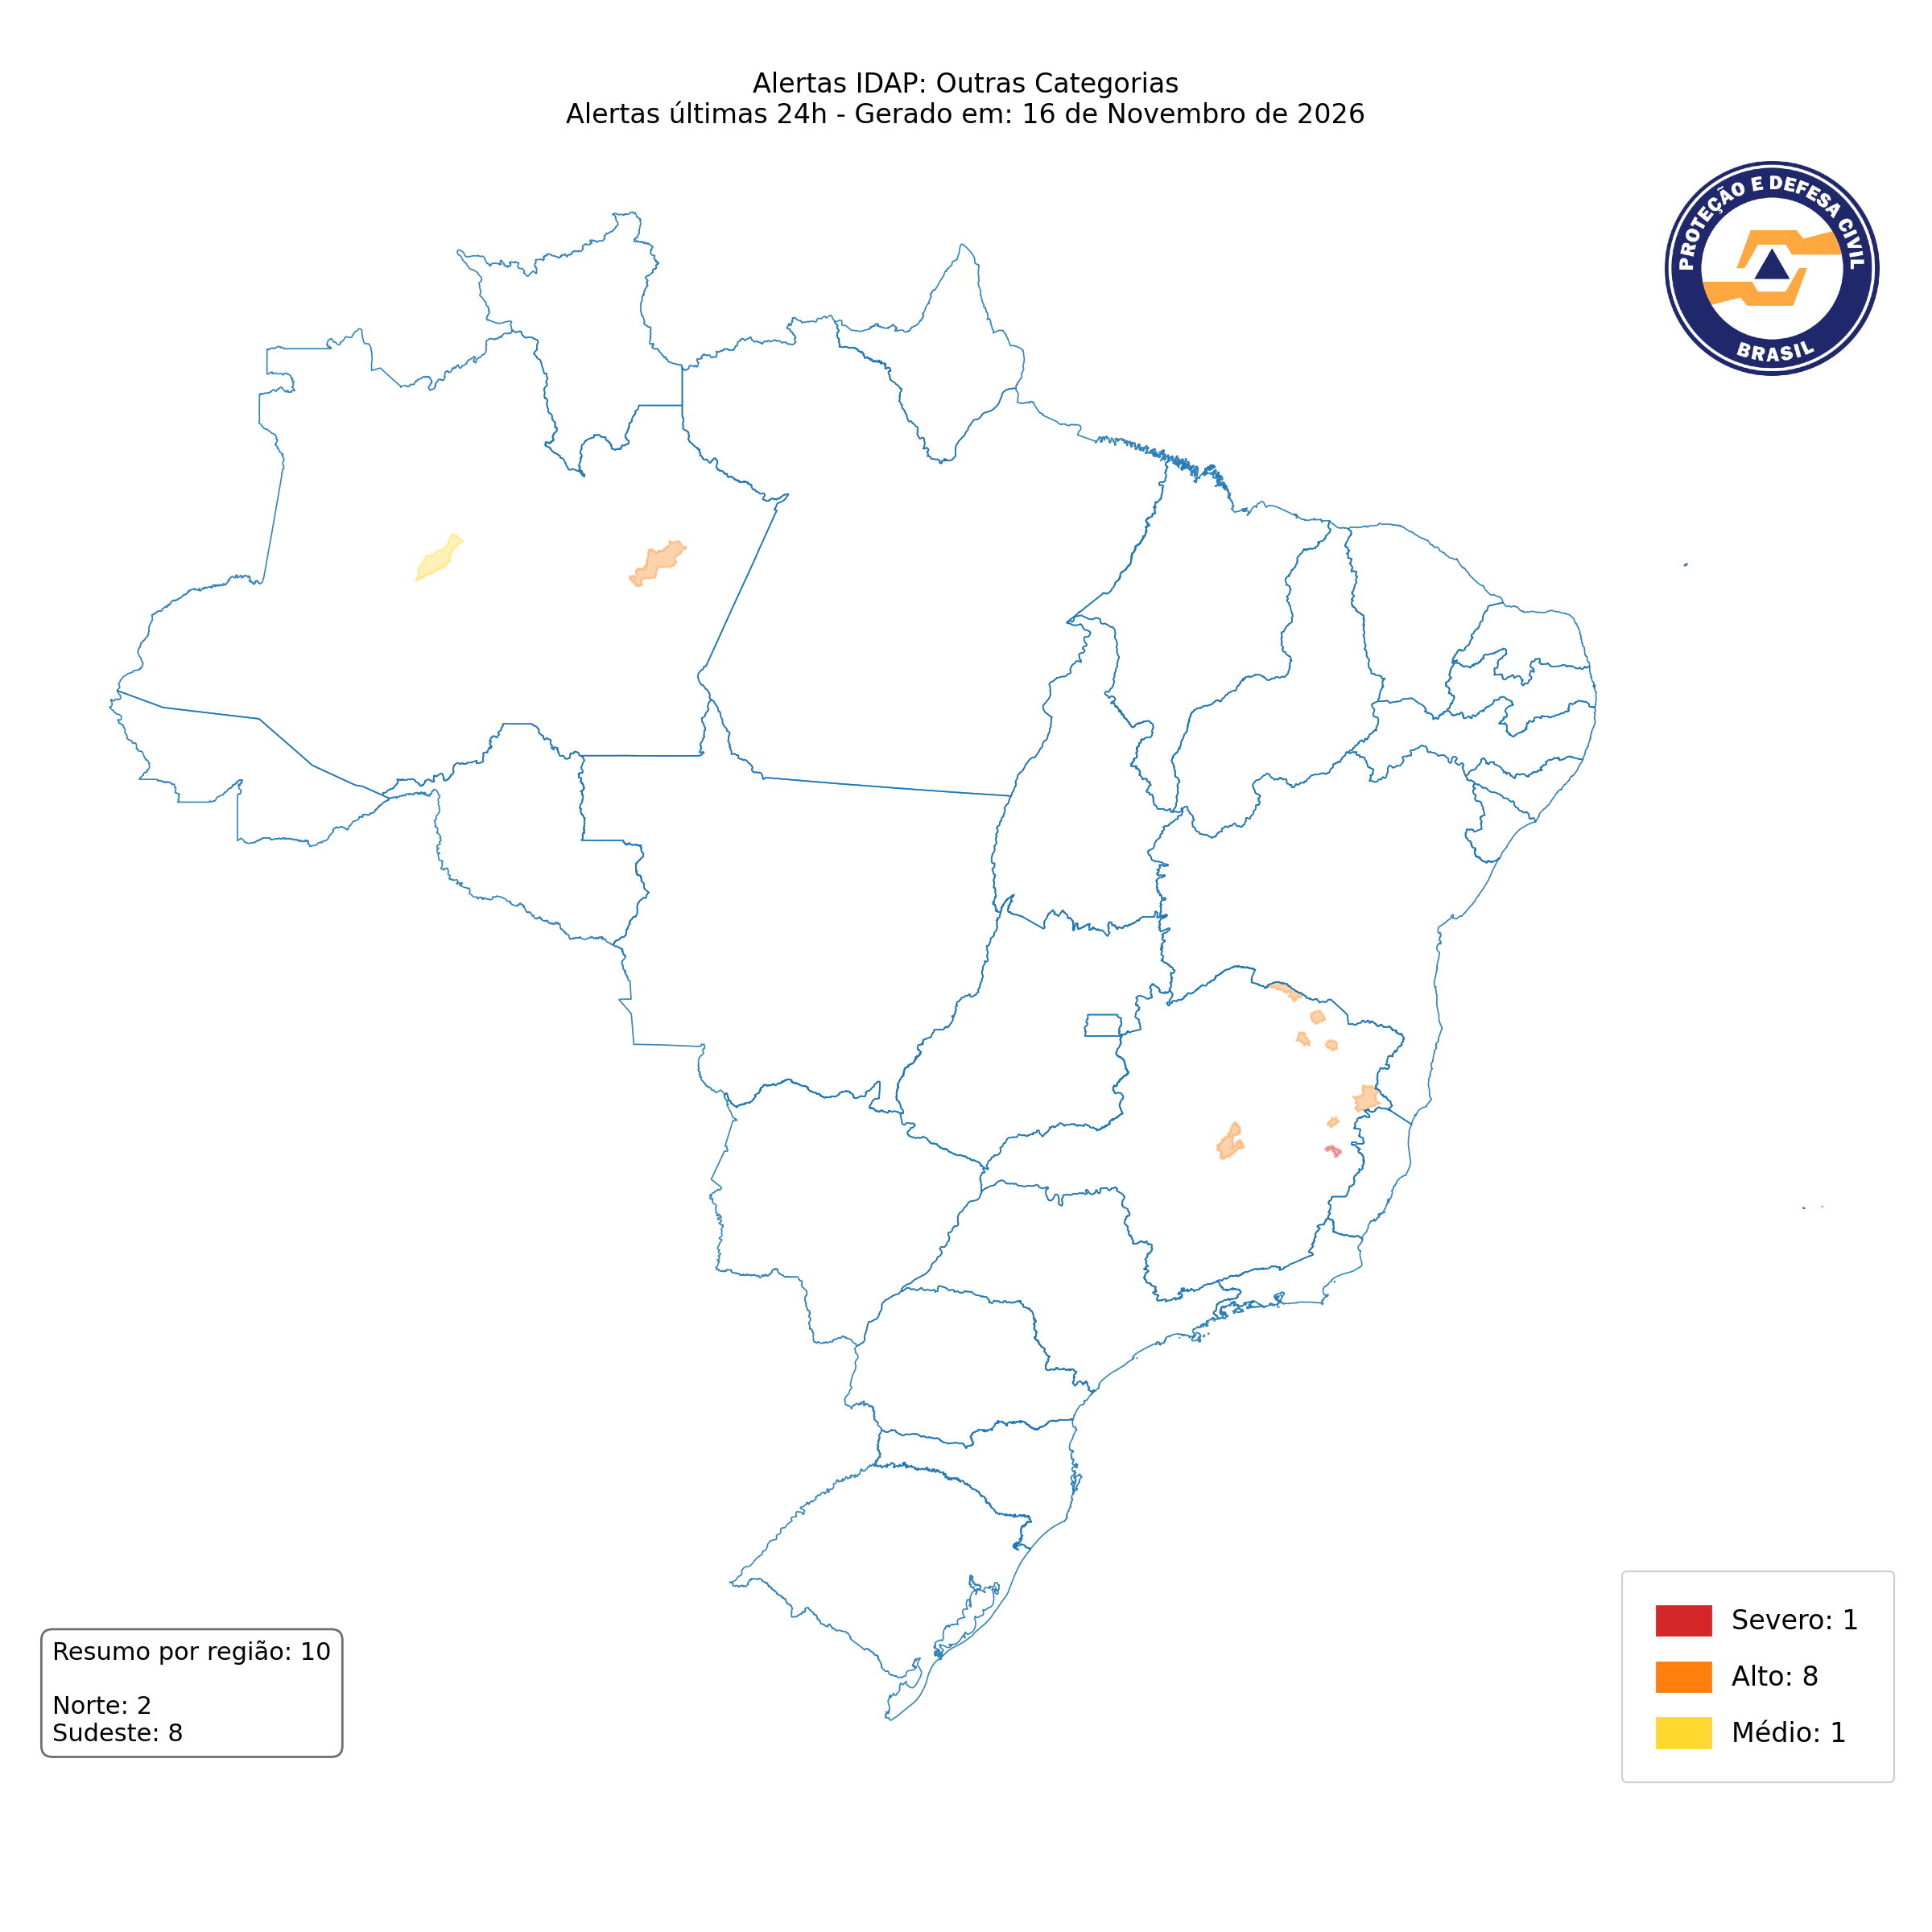 Alertas IDAP: Outras Categorias
Alertas últimas 24h - Gerado em: 16 de Novembro de 2026
PROTEÇÃO E DEFESA CIVIL
BRASIL
Resumo por região: 10
Norte: 2
Sudeste: 8
Severo: 1
Alto: 8
Médio: 1